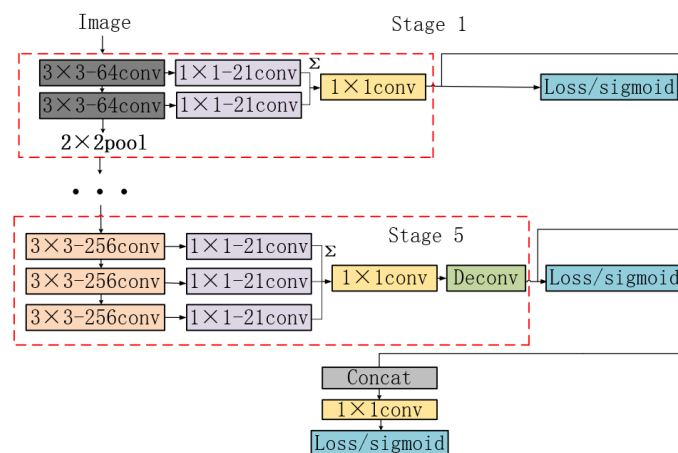 Image
Stage 1
3×3-64conv
1×1-21conv
Σ
3×3-64conv
1×1-21conv
1×1conv
Loss/sigmoid
2×2pool
Stage 5
3×3-256conv
1×1-21conv
Σ
3×3-256conv
1×1-21conv
1×1conv
Deconv
Loss/sigmoid
3×3-256conv
1×1-21conv
Concat
1×1conv
Loss/sigmoid